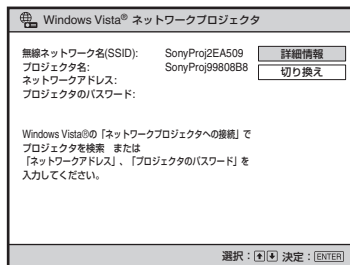 Windows Vista® ネットワークプロジェクタ
無線ネットワーク名(SSID): SonyProj2EA509 詳細情報
プロジェクタ名: SonyProj99808B8 切り換え
ネットワークアドレス:
プロジェクタのパスワード:
Windows Vista®の「ネットワークプロジェクタへの接続」で
プロジェクタを検索 または
「ネットワークアドレス」、「プロジェクタのパスワード」を
入力してください。
選択：↑↓ 決定：ENTER